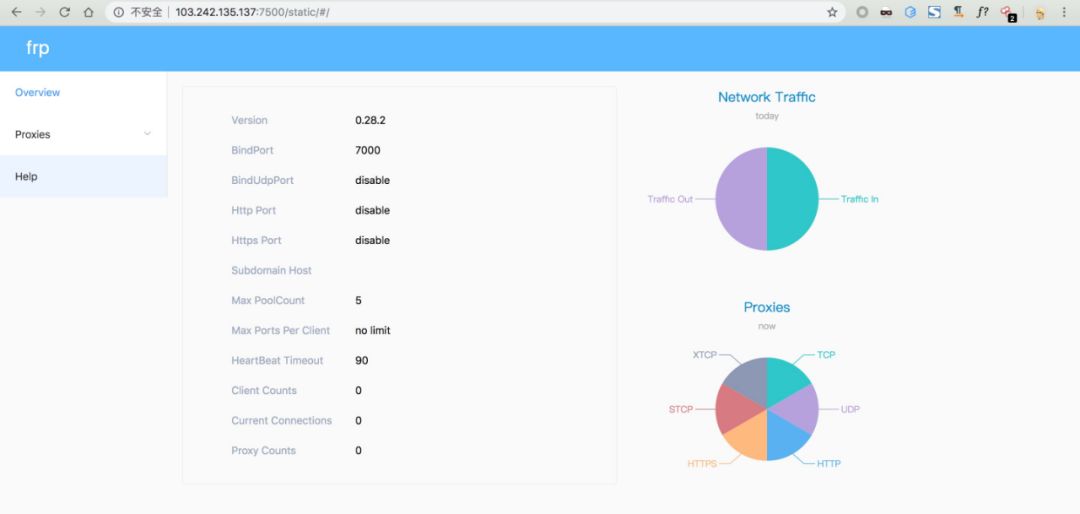 不安全 103.242.135.137:7500/static/#/
f?
2
frp
Overview
Proxies
Help
Version 0.28.2
BindPort 7000
BindUdpPort disable
Http Port disable
Https Port disable
Subdomain Host
Max PoolCount 5
Max Ports Per Client no limit
HeartBeat Timeout 90
Client Counts 0
Current Connections 0
Proxy Counts 0
Network Traffic
today
Traffic Out Traffic In
Proxies
now
XTCP TCP
STCP UDP
HTTPS HTTP